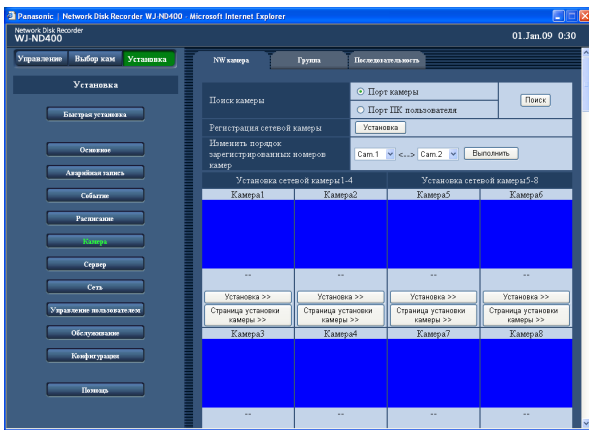 Panasonic | Network Disk Recorder WJ-ND400 - Microsoft Internet Explorer
Network Disk Recorder
WJ-ND400
01.Jan.09 0:30
Управление Выбор кам Установка
NW камера Группа Последовательность
Установка
Быстрая установка
Основное
Аварийная запись
Событие
Расписание
Камера
Сервер
Сеть
Управление пользователем
Обслуживание
Конфигурация
Помощь
Поиск камеры
Порт камеры
Порт ПК пользователя
Поиск
Регистрация сетевой камеры
Установка
Изменить порядок
зарегистрированных номеров
камер
Cam.1 <--> Cam.2 Выполнить
Установка сетевой камеры1-4 Установка сетевой камеры5-8
Камера1 Камера2 Камера5 Камера6
-- -- -- --
Установка >> Установка >> Установка >> Установка >>
Страница установки камеры >> Страница установки камеры >> Страница установки камеры >> Страница установки камеры >>
Камера3 Камера4 Камера7 Камера8
-- -- -- --